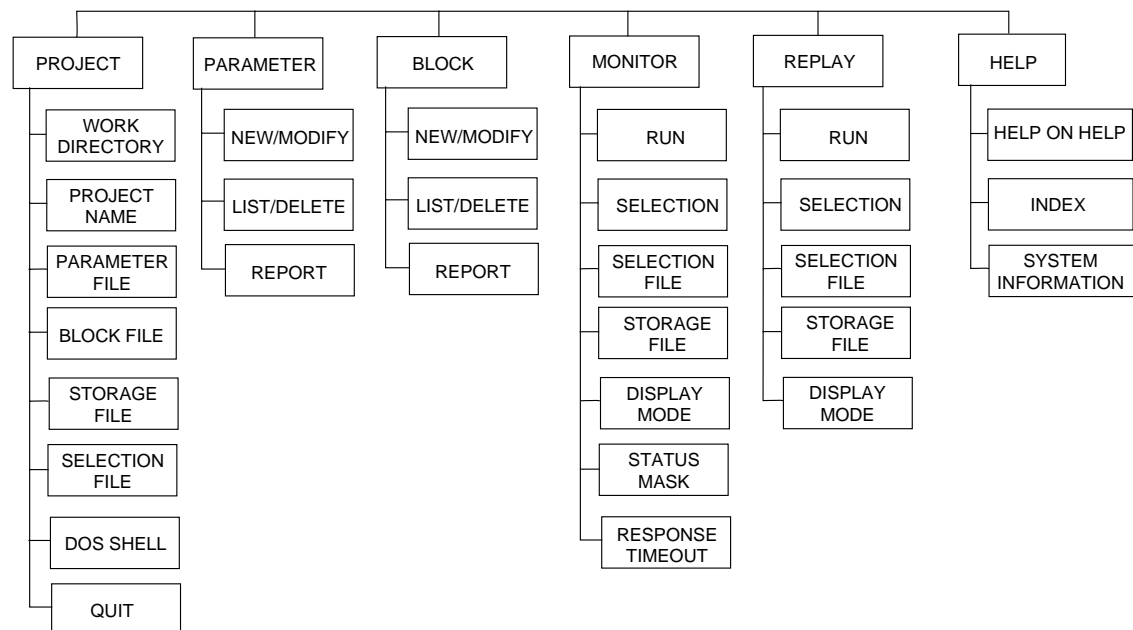 PROJECT
WORK
DIRECTORY
PROJECT
NAME
PARAMETER
FILE
BLOCK FILE
STORAGE
FILE
SELECTION
FILE
DOS SHELL
QUIT
PARAMETER
NEW/MODIFY
LIST/DELETE
REPORT
BLOCK
NEW/MODIFY
LIST/DELETE
REPORT
MONITOR
RUN
SELECTION
SELECTION
FILE
STORAGE
FILE
DISPLAY
MODE
STATUS
MASK
RESPONSE
TIMEOUT
REPLAY
RUN
SELECTION
SELECTION
FILE
STORAGE
FILE
DISPLAY
MODE
HELP
HELP ON HELP
INDEX
SYSTEM
INFORMATION